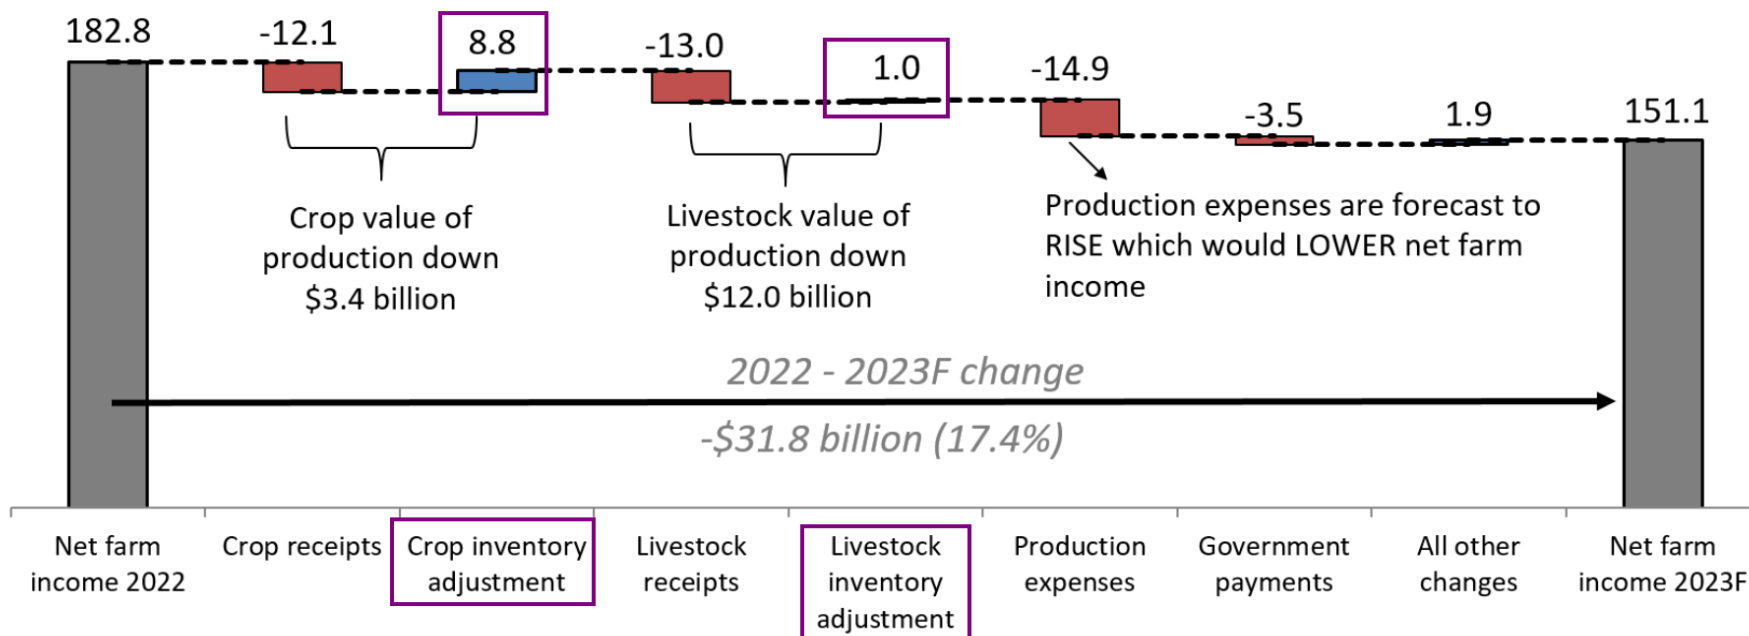 182.8
-12.1
8.8
-13.0
1.0
-14.9
-3.5
1.9
151.1
Crop value of
production down
$3.4 billion
Livestock value of
production down
$12.0 billion
Production expenses are forecast to
RISE which would LOWER net farm
income
2022 - 2023F change
-$31.8 billion (17.4%)
Net farm
income 2022
Crop receipts
Crop inventory
adjustment
Livestock
receipts
Livestock
inventory
adjustment
Production
expenses
Government
payments
All other
changes
Net farm
income 2023F